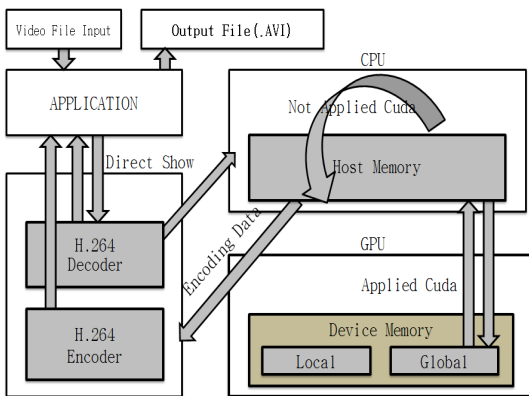 Video File Input
Output File(.AVI)
APPLICATION
CPU
Not Applied Cuda
Host Memory
Direct Show
H.264
Decoder
Encoding Data
H.264
Encoder
GPU
Applied Cuda
Device Memory
Local
Global